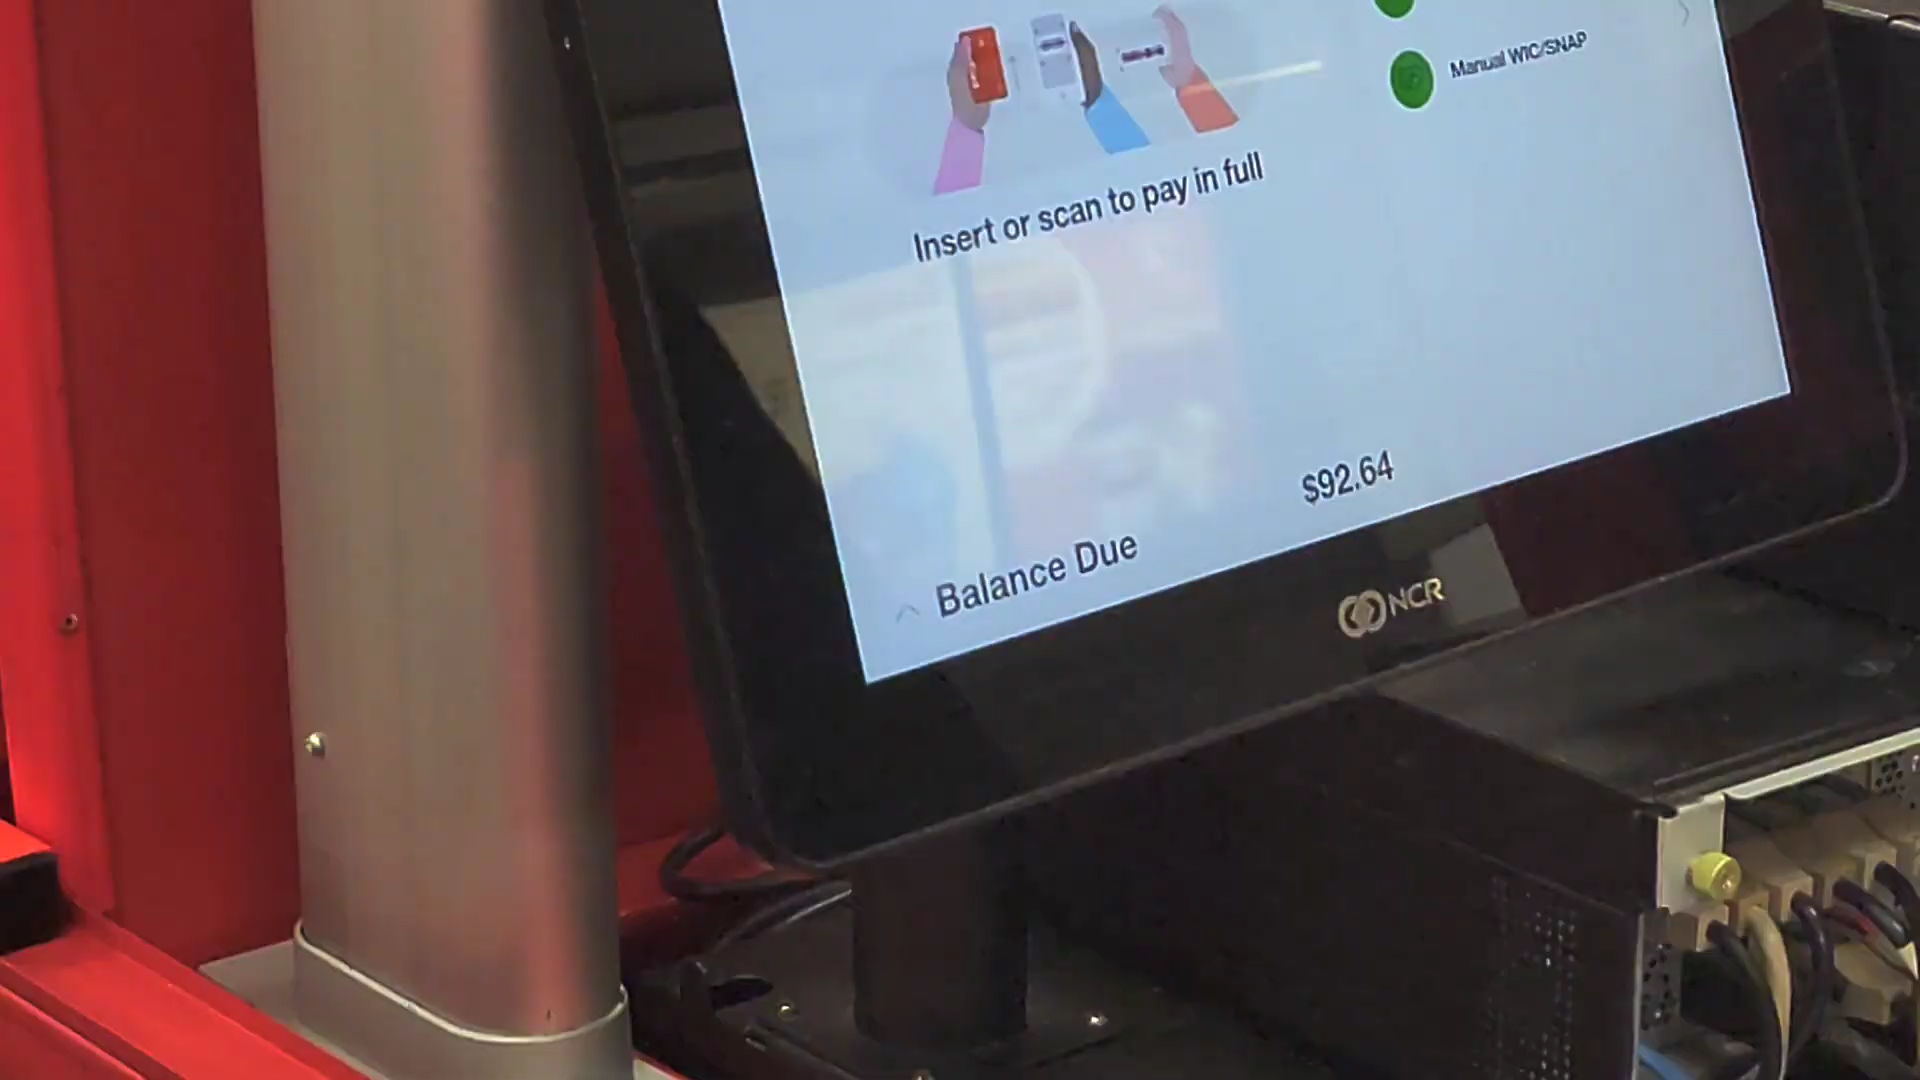 Manual WIC/SNAP
Insert or scan to pay in full
$92.64
Balance Due
NCR